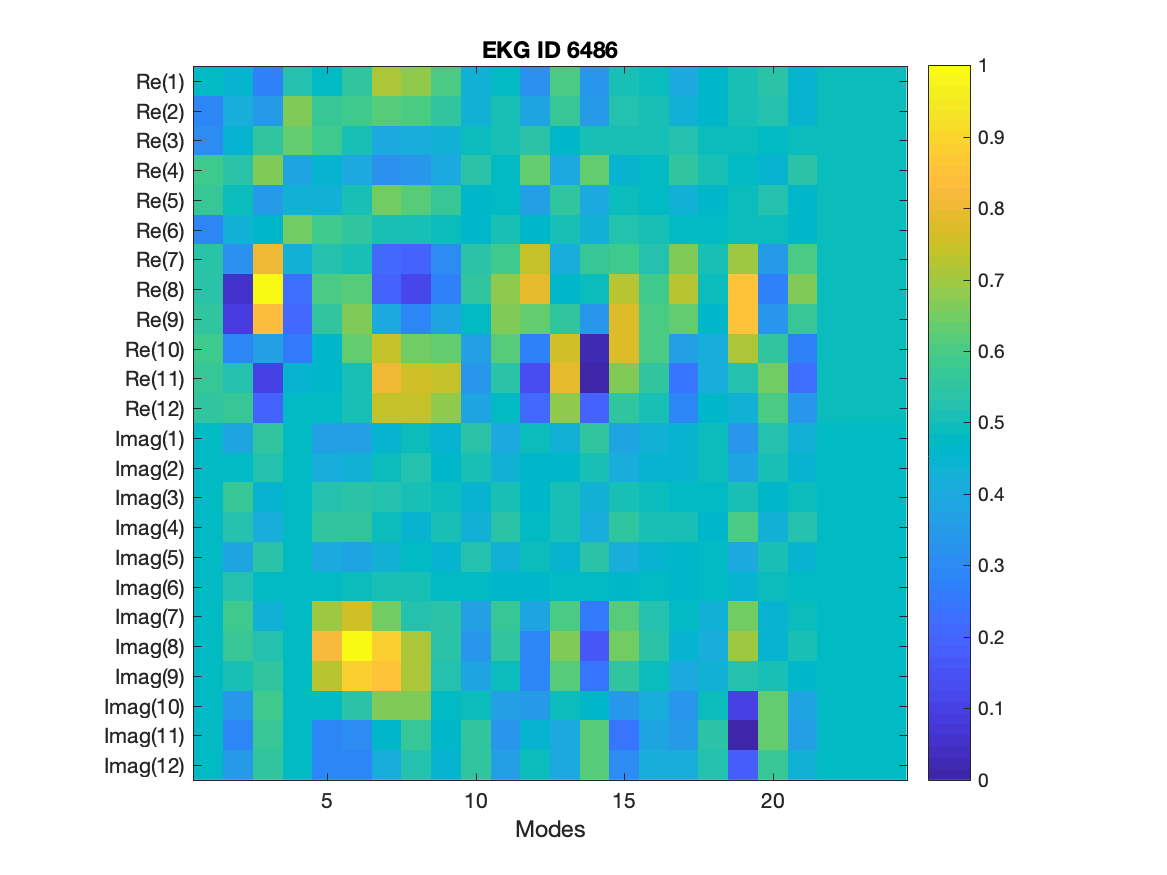 EKG ID 6486
Re(1)
Re(2)
Re(3)
Re(4)
Re(5)
Re(6)
Re(7)
Re(8)
Re(9)
Re(10)
Re(11)
Re(12)
Imag(1)
Imag(2)
Imag(3)
Imag(4)
Imag(5)
Imag(6)
Imag(7)
Imag(8)
Imag(9)
Imag(10)
Imag(11)
Imag(12)
5 10 15 20
Modes
1
0.9
0.8
0.7
0.6
0.5
0.4
0.3
0.2
0.1
0